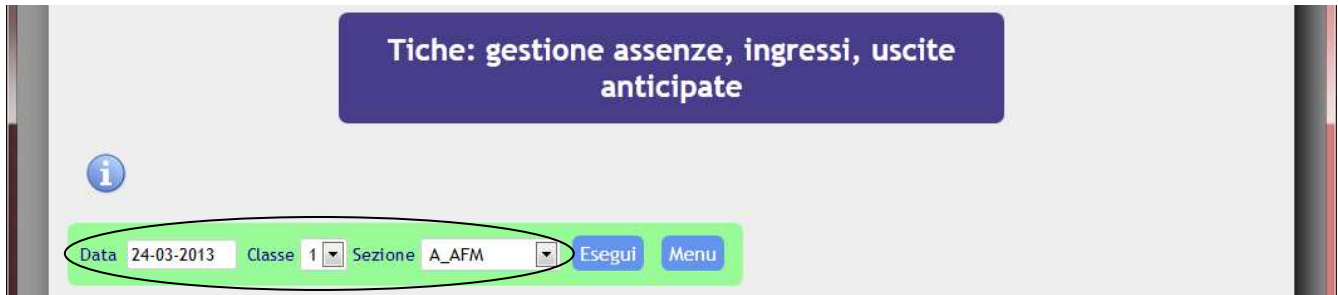 Tiche: gestione assenze, ingressi, uscite
anticipate
i
Data 24-03-2013 Classe 1 Sezione A_AFM Esegui Menu